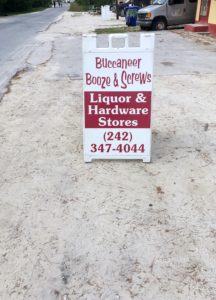 Buccaneer
Booze & Screws
Liquor &
Hardware
Stores
(242)
347-4044